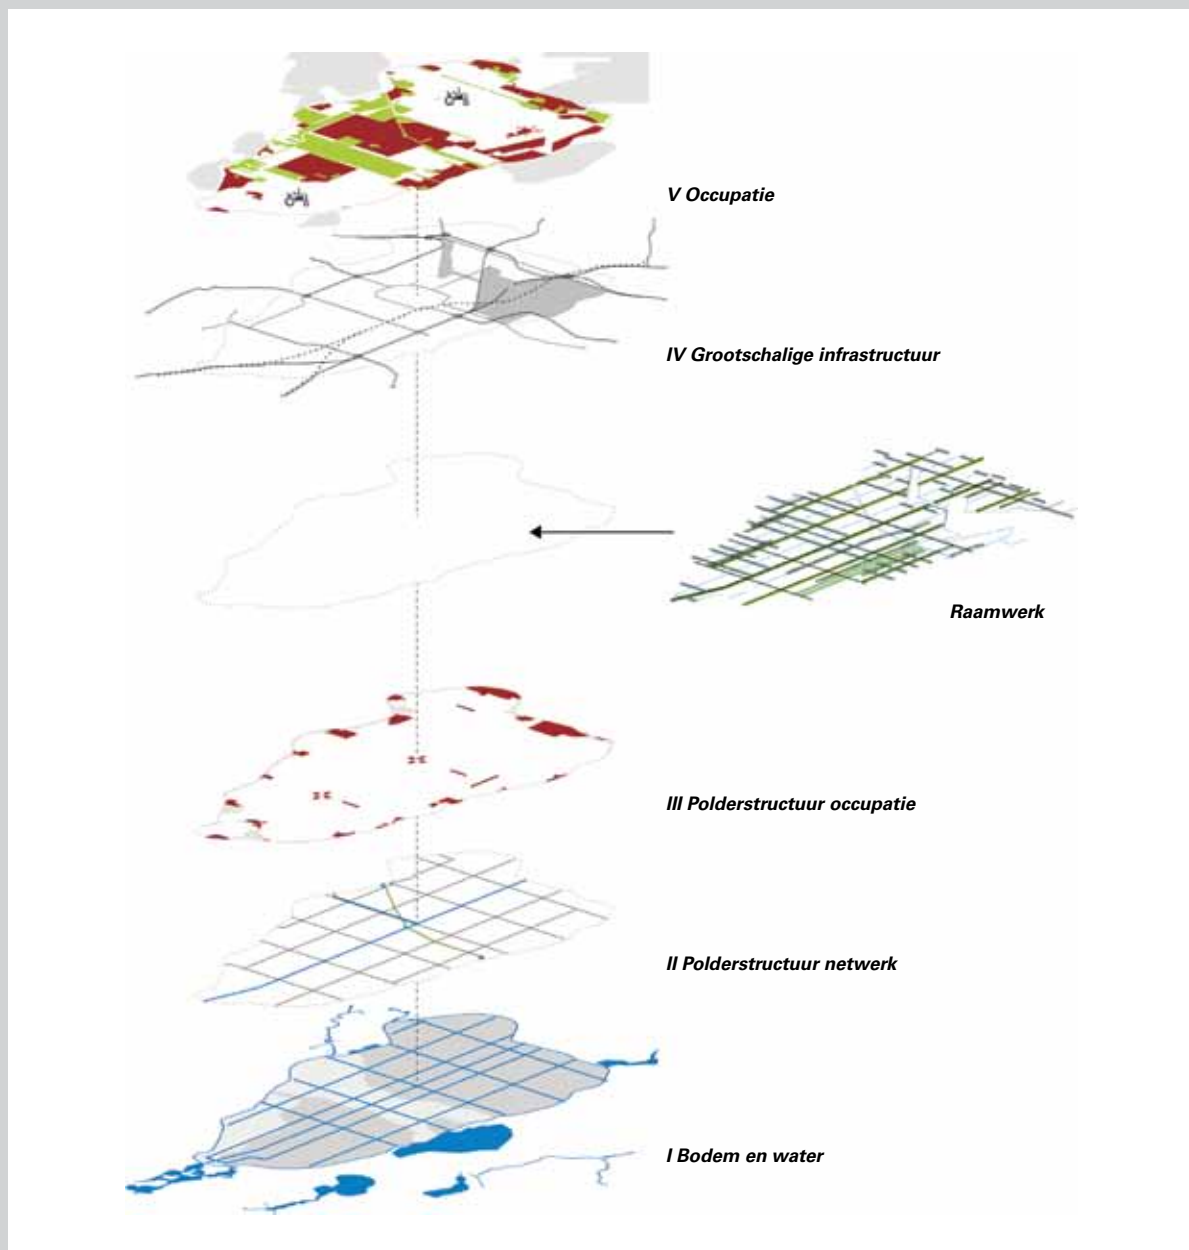 V Occupatie
IV Grootschalige infrastructuur
Raamwerk
III Polderstructuur occupatie
II Polderstructuur netwerk
I Bodem en water